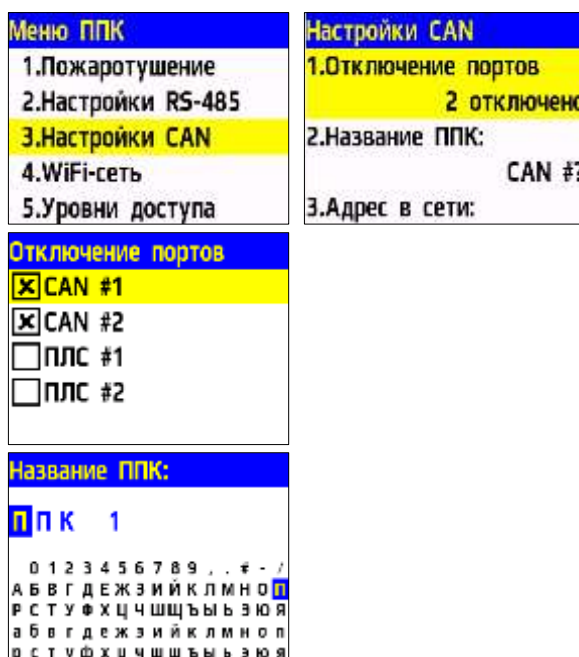 Меню ППК
1.Пожаротушение
2.Настройки RS-485
3.Настройки CAN
4.WiFi-сеть
5.Уровни доступа
Настройки CAN
1.Отключение портов
2 отключено
2.Название ППК:
CAN #?
3.Адрес в сети:
Отключение портов
CAN #1
CAN #2
ПЛС #1
ПЛС #2
Название ППК:
ППК 1
0 1 2 3 4 5 6 7 8 9 , . # - /
А Б В Г Д Е Ж З И Й К Л М Н О П
Р С Т У Ф Х Ц Ч Ш Щ Ъ Ы Ь Э Ю Я
а б в г д е ж з и й к л м н о п
р с т у ф х ц ч ш щ ъ ы ь э ю я